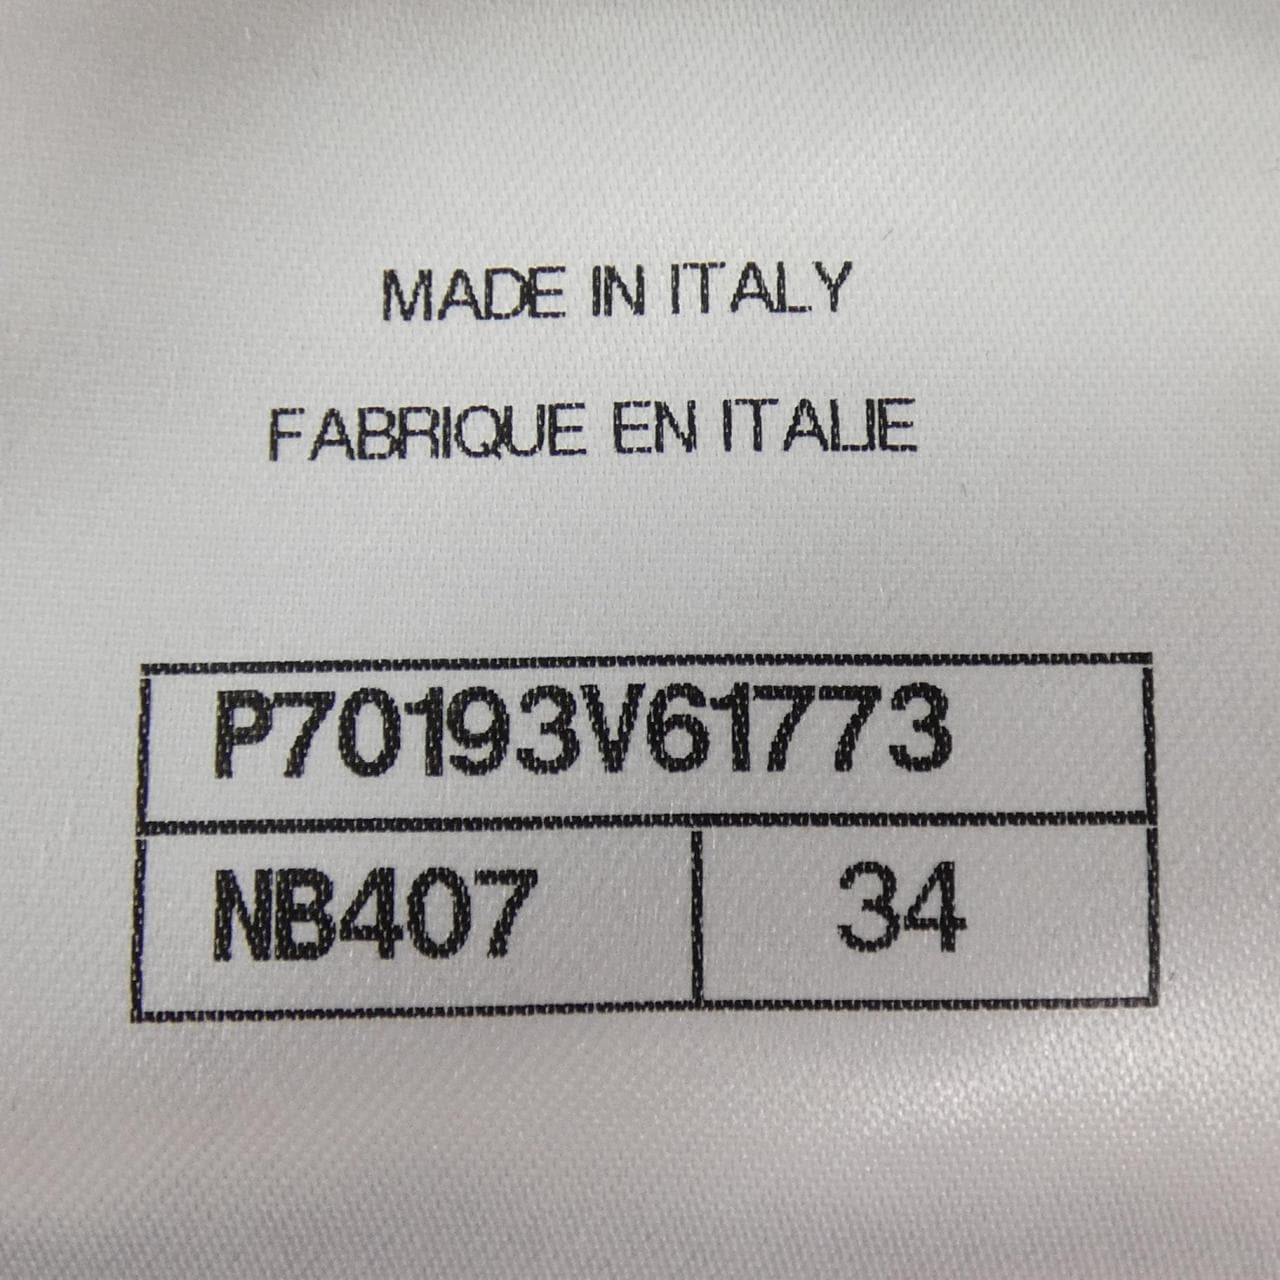 MADE IN ITALY
FABRIQUE EN ITALIE
P70193V61773
NB407 34